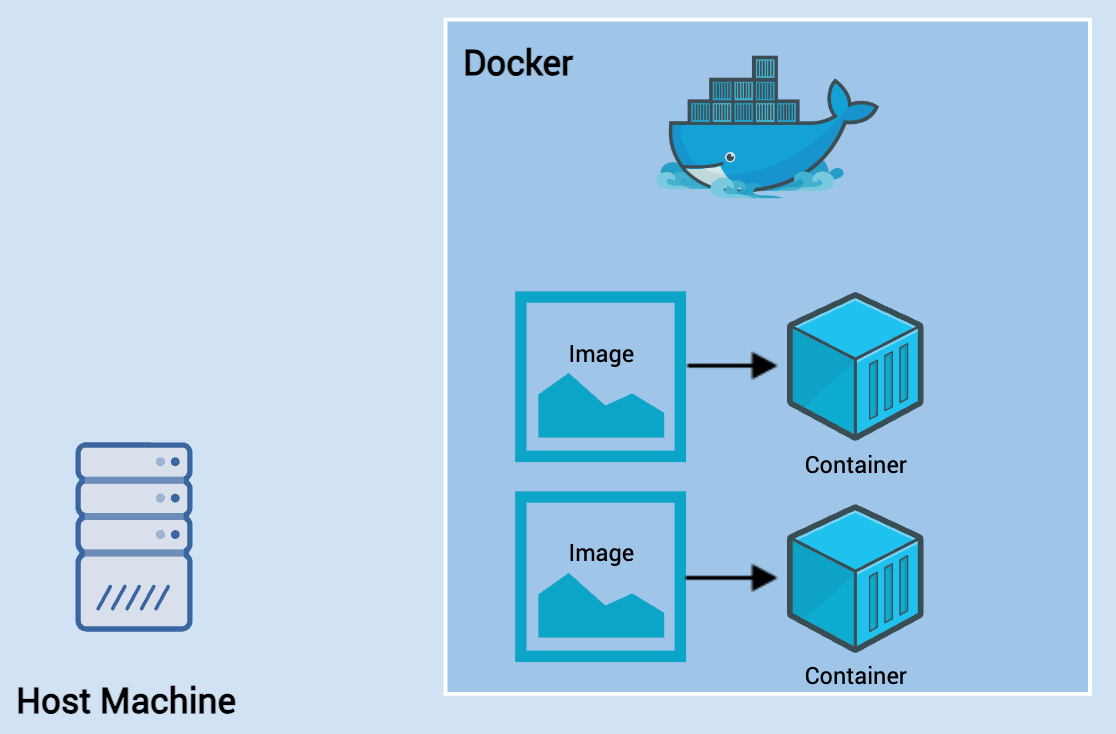 Docker
Image
Container
Image
Container
Host Machine